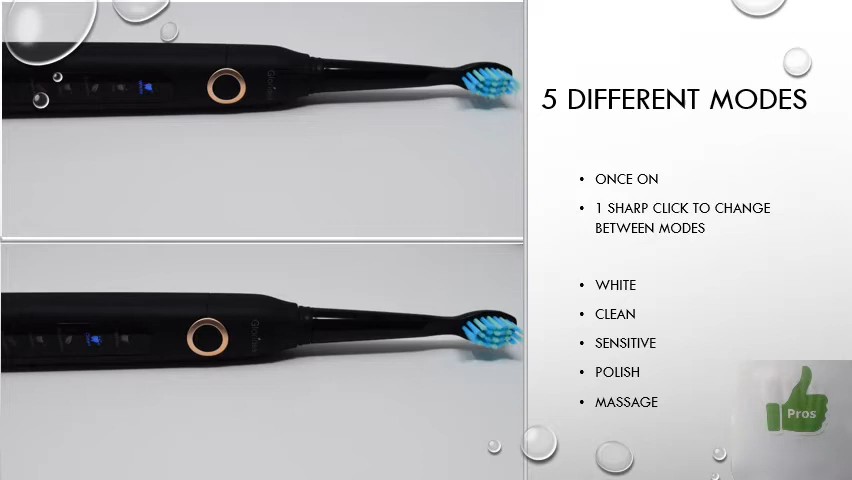 5 DIFFERENT MODES
• ONCE ON
• 1 SHARP CLICK TO CHANGE
BETWEEN MODES
• WHITE
• CLEAN
• SENSITIVE
• POLISH
• MASSAGE
Pros